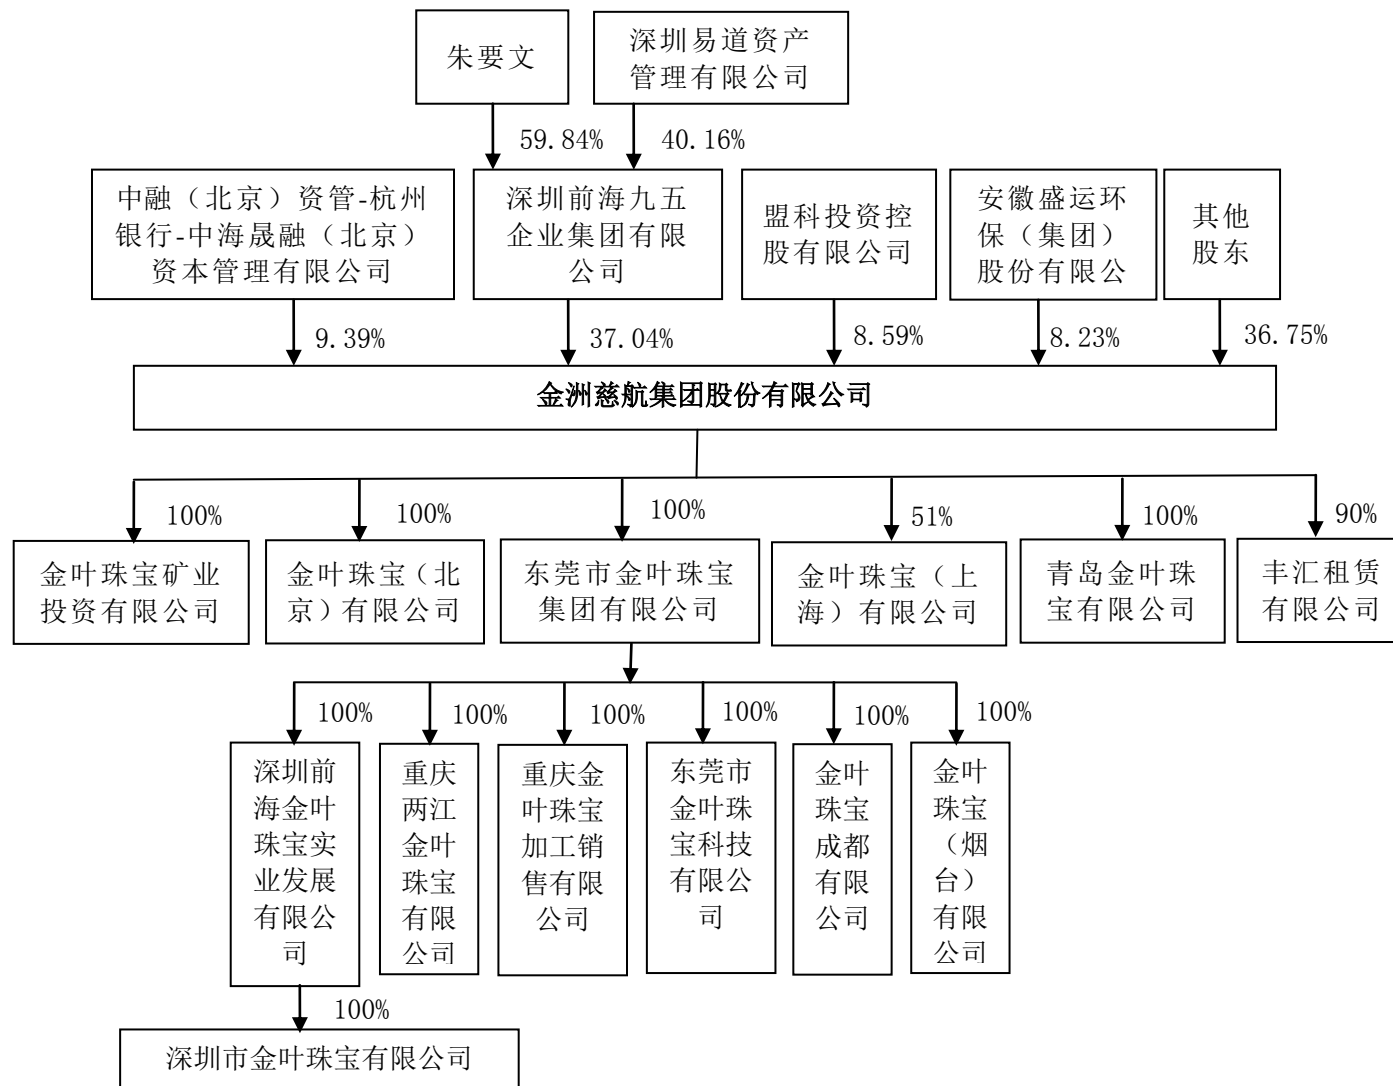 朱要文
深圳易道资产
管理有限公司
59.84%
40.16%
中融（北京）资管-杭州
银行-中海晟融（北京）
资本管理有限公司
深圳前海九五
企业集团有限
公司
盟科投资控
股有限公司
安徽盛运环
保（集团）
股份有限公
其他
股东
9.39%
37.04%
8.59%
8.23%
36.75%
金洲慈航集团股份有限公司
100%
100%
100%
51%
100%
90%
金叶珠宝矿业
投资有限公司
金叶珠宝（北
京）有限公司
东莞市金叶珠宝
集团有限公司
金叶珠宝（上
海）有限公司
青岛金叶珠
宝有限公司
丰汇租赁
有限公司
100%
100%
100%
100%
100%
100%
深圳前
海金叶
珠宝实
业发展
有限公
司
重庆
两江
金叶
珠宝
有限
公司
重庆金
叶珠宝
加工销
售有限
公司
东莞市
金叶珠
宝科技
有限公
司
金叶
珠宝
成都
有限
公司
金叶
珠宝
（烟
台）
有限
公司
100%
深圳市金叶珠宝有限公司